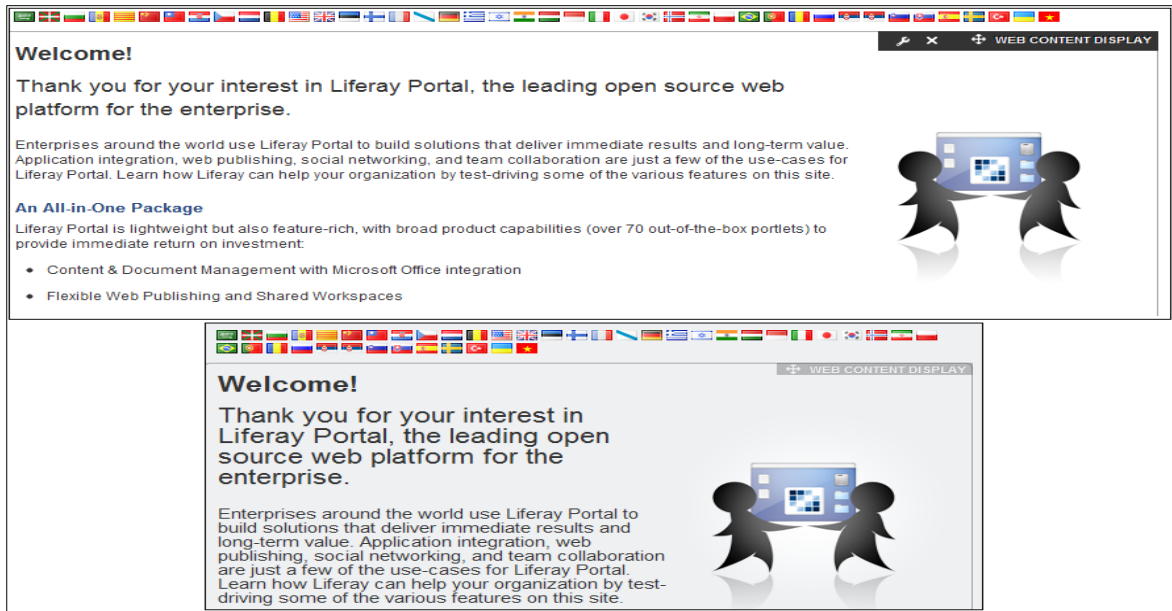 WEB CONTENT DISPLAY
Welcome!
Thank you for your interest in Liferay Portal, the leading open source web
platform for the enterprise.
Enterprises around the world use Liferay Portal to build solutions that deliver immediate results and long-term value.
Application integration, web publishing, social networking, and team collaboration are just a few of the use-cases for
Liferay Portal. Learn how Liferay can help your organization by test-driving some of the various features on this site.
An All-in-One Package
Liferay Portal is lightweight but also feature-rich, with broad product capabilities (over 70 out-of-the-box portlets) to
provide immediate return on investment:
• Content & Document Management with Microsoft Office integration
• Flexible Web Publishing and Shared Workspaces
WEB CONTENT DISPLAY
Welcome!
Thank you for your interest in
Liferay Portal, the leading open
source web platform for the
enterprise.
Enterprises around the world use Liferay Portal to
build solutions that deliver immediate results and
long-term value. Application integration, web
publishing, social networking, and team collaboration
are just a few of the use-cases for Liferay Portal.
Learn how Liferay can help your organization by test-
driving some of the various features on this site.